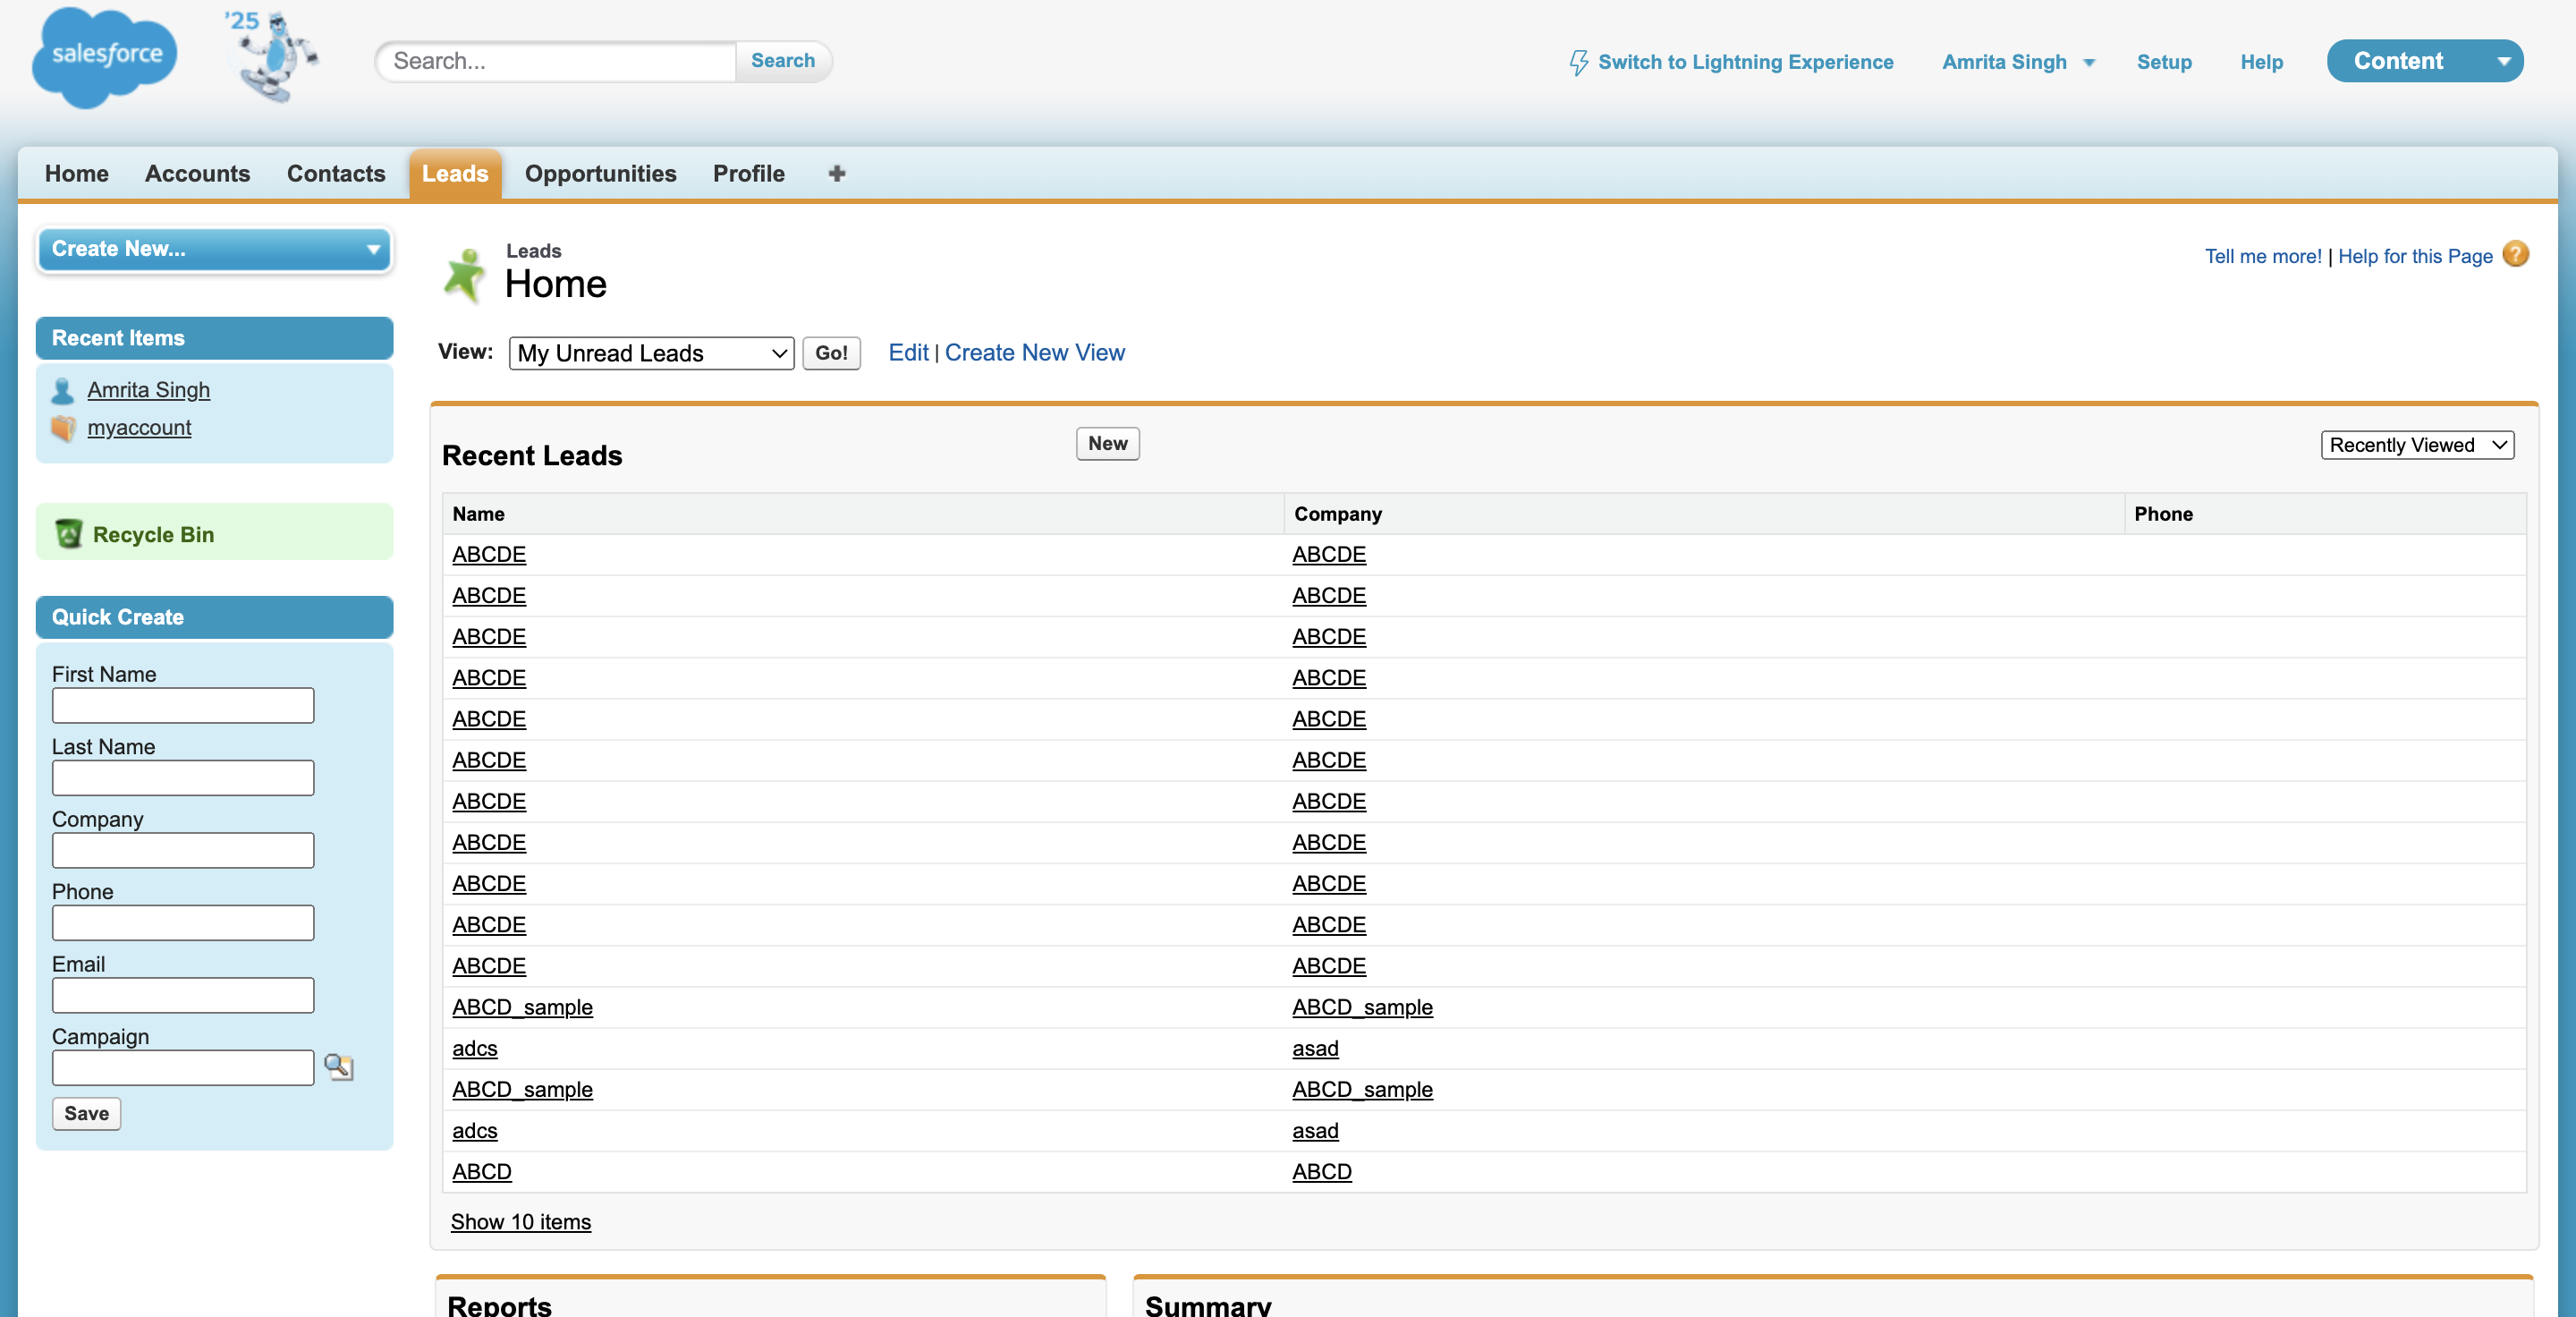 salesforce
'25
Search...
Search
Switch to Lightning Experience
Amrita Singh
Setup
Help
Content
Home
Accounts
Contacts
Leads
Opportunities
Profile
Create New...
Recent Items
Amrita Singh
myaccount
Recycle Bin
Quick Create
First Name
Last Name
Company
Phone
Email
Campaign
Save
Leads
Home
Tell me more! | Help for this Page ?
View: My Unread Leads Go! Edit | Create New View
Recent Leads
New
Recently Viewed
Name Company Phone
ABCDE ABCDE
ABCDE ABCDE
ABCDE ABCDE
ABCDE ABCDE
ABCDE ABCDE
ABCDE ABCDE
ABCDE ABCDE
ABCDE ABCDE
ABCDE ABCDE
ABCDE ABCDE
ABCDE ABCDE
ABCD_sample ABCD_sample
adcs asad
ABCD_sample ABCD_sample
adcs asad
ABCD ABCD
Show 10 items
Reports
Summary